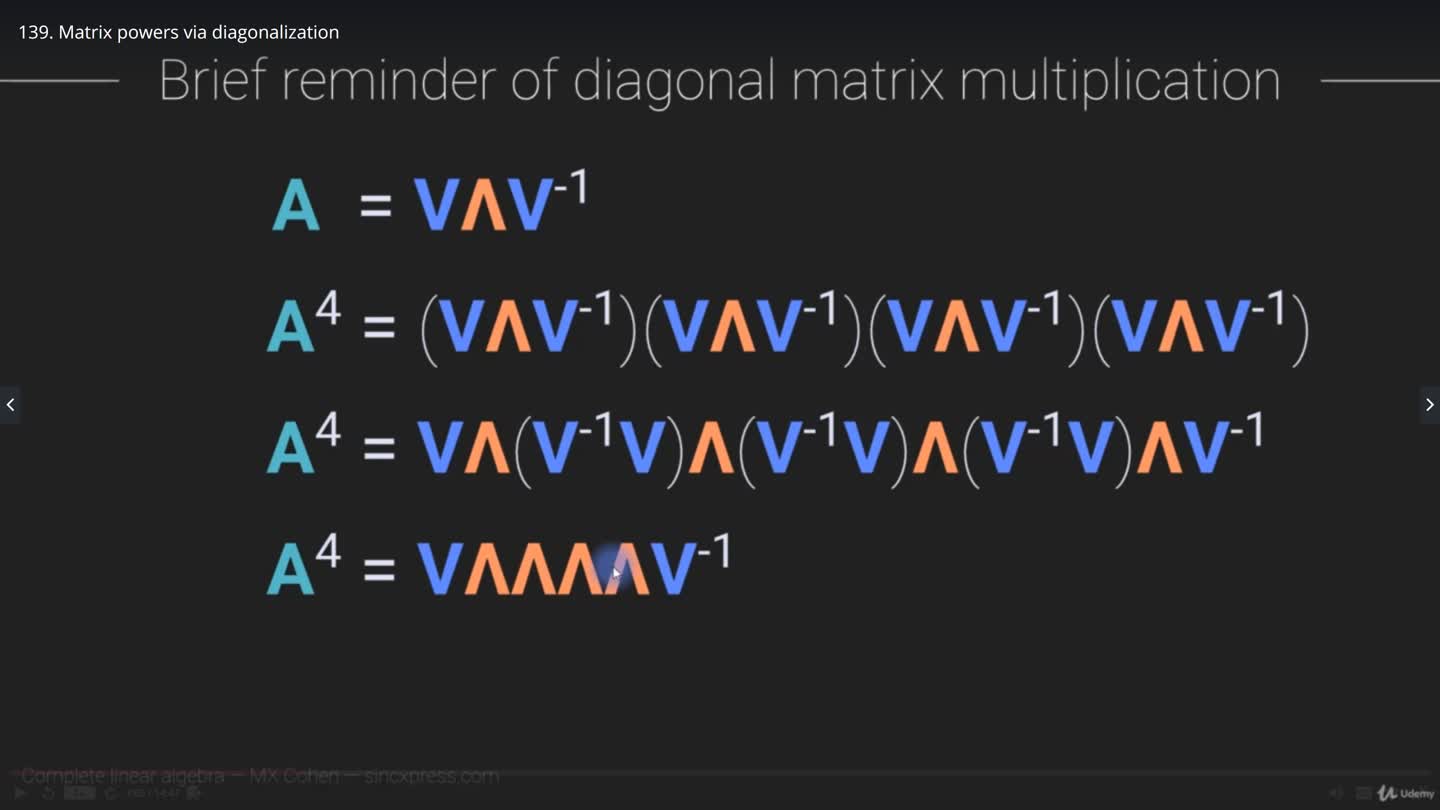 139. Matrix powers via diagonalization
Brief reminder of diagonal matrix multiplication
A = VΛV⁻¹
A⁴ = (VΛV⁻¹)(VΛV⁻¹)(VΛV⁻¹)(VΛV⁻¹)
A⁴ = VΛ(V⁻¹V)Λ(V⁻¹V)Λ(V⁻¹V)ΛV⁻¹
A⁴ = VΛΛΛΛV⁻¹
Complete linear algebra — MX Cohen — sincxpress.com
Udemy